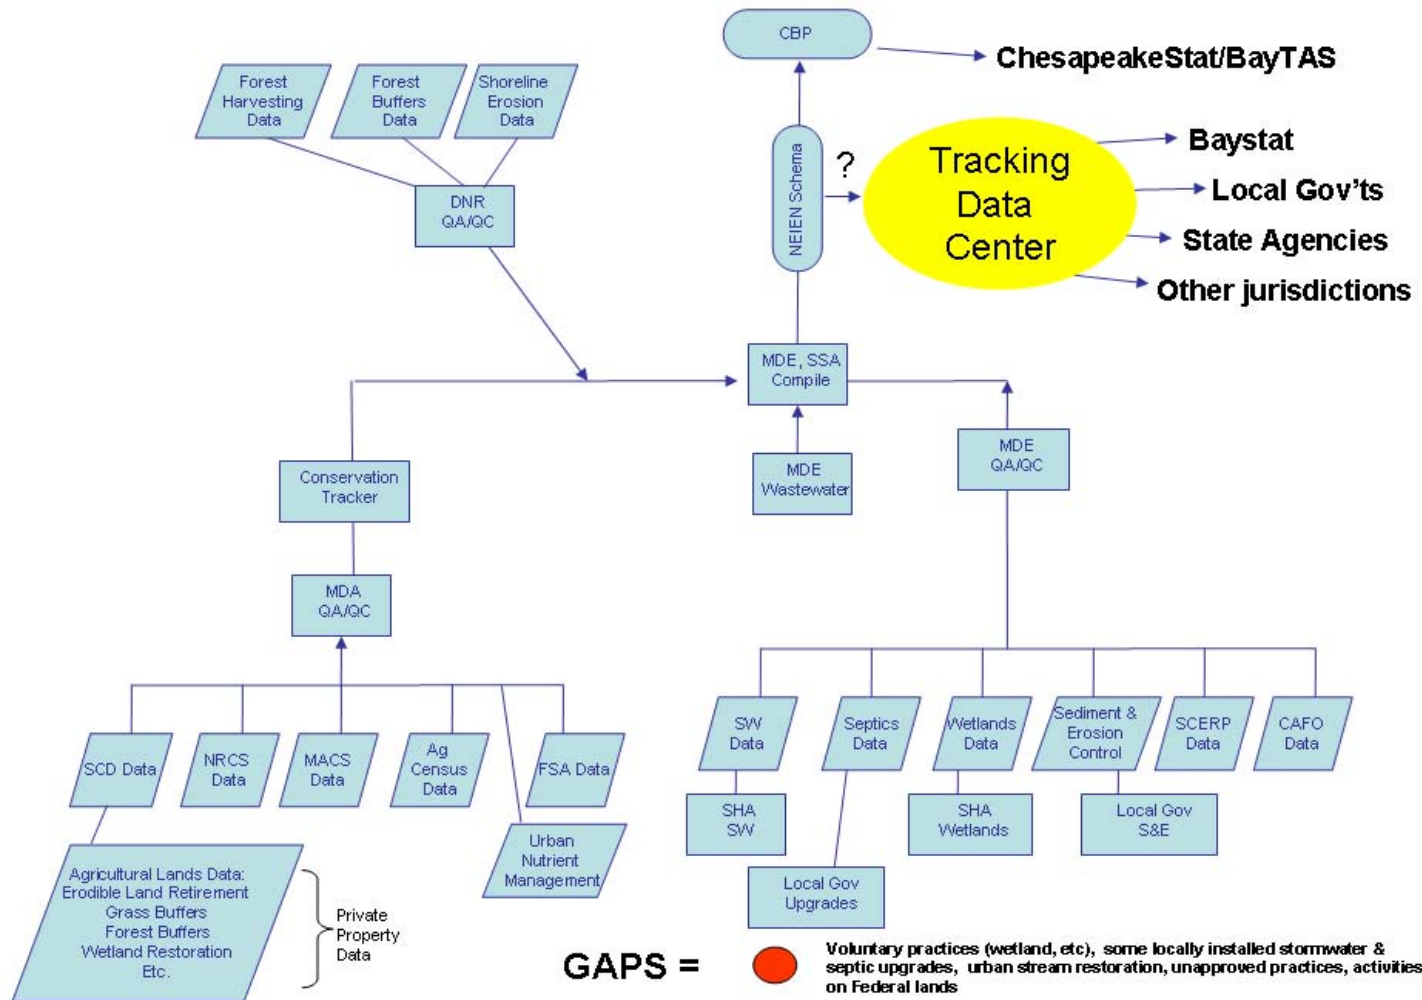 CBP
ChesapeakeStat/BayTAS
Forest
Harvesting
Data
Forest
Buffers
Data
Shoreline
Erosion
Data
NEIEN Schema
?
Tracking
Data
Center
Baystat
Local Gov'ts
State Agencies
Other jurisdictions
DNR
QA/QC
MDE, SSA
Compile
Conservation
Tracker
MDE
Wastewater
MDE
QA/QC
MDA
QA/QC
SCD Data
NRCS
Data
MACS
Data
Ag
Census
Data
FSA Data
Urban
Nutrient
Management
SW
Data
Septics
Data
Wetlands
Data
Sediment &
Erosion
Control
SCERP
Data
CAFO
Data
SHA
SW
SHA
Wetlands
Local Gov
S&E
Local Gov
Upgrades
Agricultural Lands Data:
Erodible Land Retirement
Grass Buffers
Forest Buffers
Wetland Restoration
Etc.
Private
Property
Data
GAPS =
Voluntary practices (wetland, etc), some locally installed stormwater &
septic upgrades, urban stream restoration, unapproved practices, activities
on Federal lands